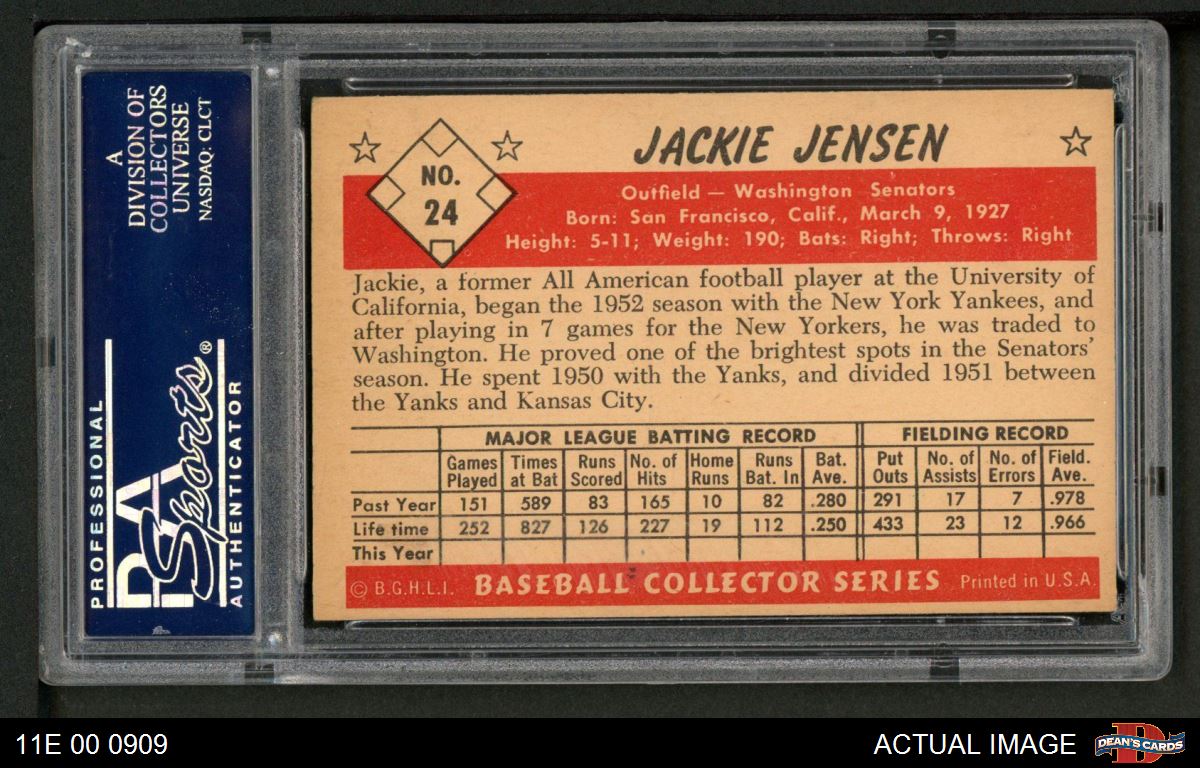 A
DIVISION OF
COLLECTORS
UNIVERSE
NASDAQ: CLCT
PROFESSIONAL
PSA
Sports®
AUTHENTICATOR
NO.
24
JACKIE JENSEN
Outfield — Washington Senators
Born: San Francisco, Calif., March 9, 1927
Height: 5-11; Weight: 190; Bats: Right; Throws: Right
Jackie, a former All American football player at the University of
California, began the 1952 season with the New York Yankees, and
after playing in 7 games for the New Yorkers, he was traded to
Washington. He proved one of the brightest spots in the Senators'
season. He spent 1950 with the Yanks, and divided 1951 between
the Yanks and Kansas City.
MAJOR LEAGUE BATTING RECORD FIELDING RECORD
Games Times Runs No. of Home Runs Bat. Put No. of No. of Field.
Played at Bat Scored Hits Runs Bat. In Ave. Outs Assists Errors Ave.
Past Year 151 589 83 165 10 82 .280 291 17 7 .978
Life time 252 827 126 227 19 112 .250 433 23 12 .966
This Year
© B.G.H.L.I. BASEBALL COLLECTOR SERIES Printed in U.S.A.
11E 00 0909
ACTUAL IMAGE
D
DEAN'S CARDS